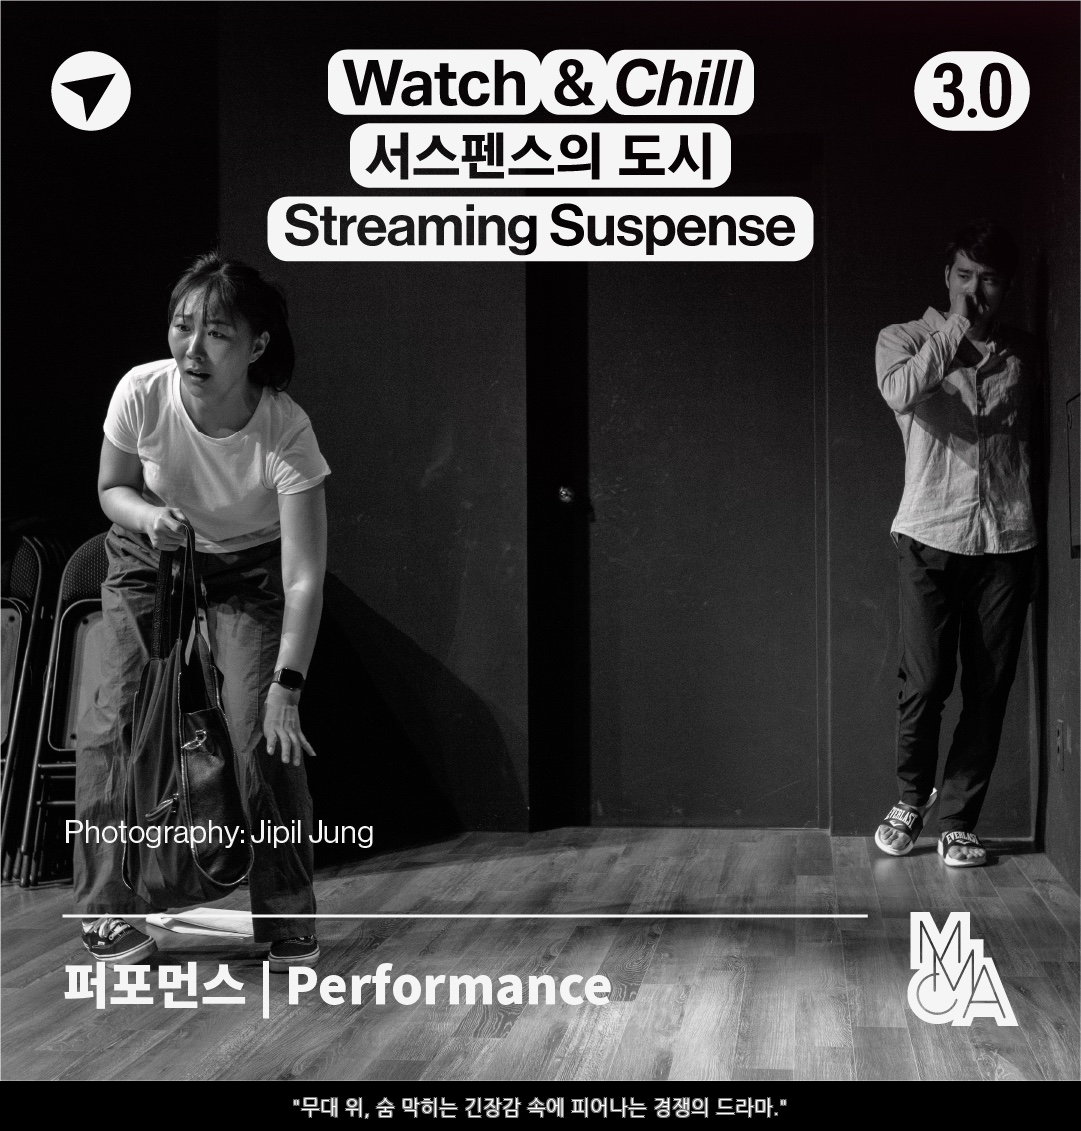 Watch & Chill
3.0
서스펜스의 도시
Streaming Suspense
EVERLAST
EVERLAST
Photography: Jipil Jung
퍼포먼스 | Performance
MMCA
"무대 위, 숨 막히는 긴장감 속에 피어나는 경쟁의 드라마."